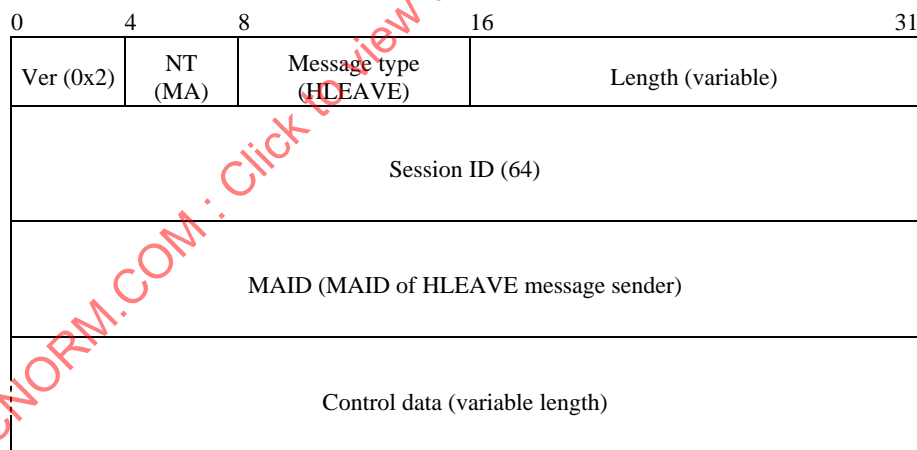 0 4 8 16 31
Ver (0x2) NT (MA) Message type (HLEAVE) Length (variable)
Session ID (64)
MAID (MAID of HLEAVE message sender)
Control data (variable length)
CNORM.COM : Click to view